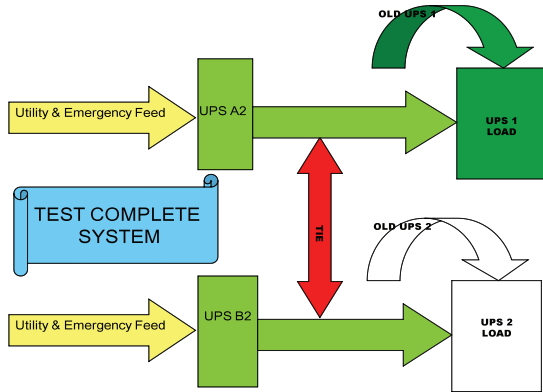 OLD UPS 1
Utility & Emergency Feed
UPS A2
UPS 1
LOAD
TEST COMPLETE
SYSTEM
TIE
OLD UPS 2
Utility & Emergency Feed
UPS B2
UPS 2
LOAD